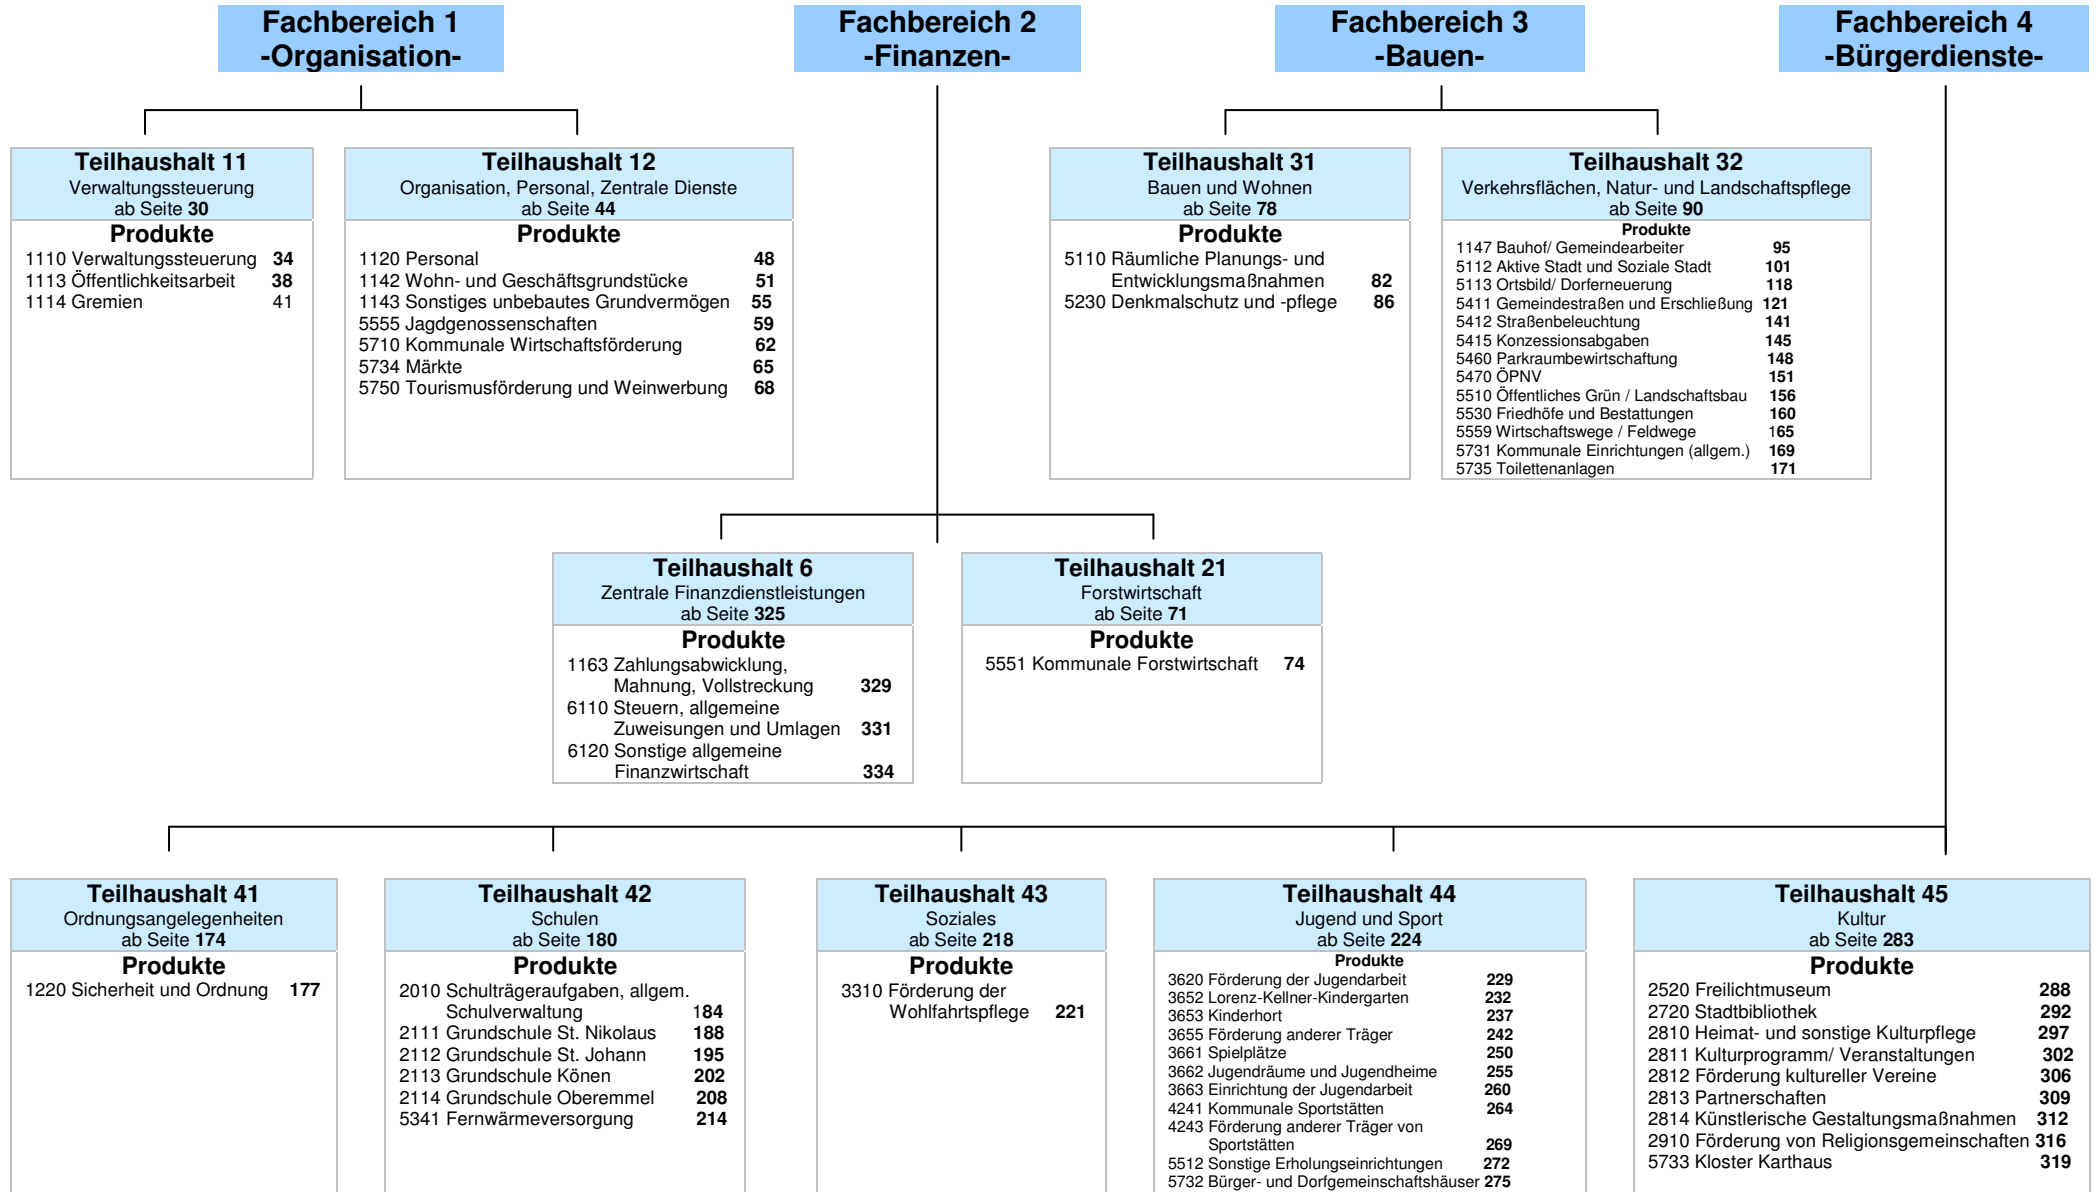 Fachbereich 1
-Organisation-
Fachbereich 2
-Finanzen-
Fachbereich 3
-Bauen-
Fachbereich 4
-Bürgerdienste-
Teilhaushalt 11
Verwaltungssteuerung
ab Seite 30
Produkte
1110 Verwaltungssteuerung 34
1113 Öffentlichkeitsarbeit 38
1114 Gremien 41
Teilhaushalt 12
Organisation, Personal, Zentrale Dienste
ab Seite 44
Produkte
1120 Personal 48
1142 Wohn- und Geschäftsgrundstücke 51
1143 Sonstiges unbebautes Grundvermögen 55
5555 Jagdgenossenschaften 59
5710 Kommunale Wirtschaftsförderung 62
5734 Märkte 65
5750 Tourismusförderung und Weinwerbung 68
Teilhaushalt 31
Bauen und Wohnen
ab Seite 78
Produkte
5110 Räumliche Planungs- und
Entwicklungsmaßnahmen 82
5230 Denkmalschutz und -pflege 86
Teilhaushalt 32
Verkehrsflächen, Natur- und Landschaftspflege
ab Seite 90
Produkte
1147 Bauhof/ Gemeindearbeiter 95
5112 Aktive Stadt und Soziale Stadt 101
5113 Ortsbild/ Dorferneuerung 118
5411 Gemeindestraßen und Erschließung 121
5412 Straßenbeleuchtung 141
5415 Konzessionsabgaben 145
5460 Parkraumbewirtschaftung 148
5470 ÖPNV 151
5510 Öffentliches Grün / Landschaftsbau 156
5530 Friedhöfe und Bestattungen 160
5559 Wirtschaftswege / Feldwege 165
5731 Kommunale Einrichtungen (allgem.) 169
5735 Toilettenanlagen 171
Teilhaushalt 6
Zentrale Finanzdienstleistungen
ab Seite 325
Produkte
1163 Zahlungsabwicklung,
Mahnung, Vollstreckung 329
6110 Steuern, allgemeine
Zuweisungen und Umlagen 331
6120 Sonstige allgemeine
Finanzwirtschaft 334
Teilhaushalt 21
Forstwirtschaft
ab Seite 71
Produkte
5551 Kommunale Forstwirtschaft 74
Teilhaushalt 41
Ordnungsangelegenheiten
ab Seite 174
Produkte
1220 Sicherheit und Ordnung 177
Teilhaushalt 42
Schulen
ab Seite 180
Produkte
2010 Schulträgeraufgaben, allgem.
Schulverwaltung 184
2111 Grundschule St. Nikolaus 188
2112 Grundschule St. Johann 195
2113 Grundschule Könen 202
2114 Grundschule Oberemmel 208
5341 Fernwärmeversorgung 214
Teilhaushalt 43
Soziales
ab Seite 218
Produkte
3310 Förderung der
Wohlfahrtspflege 221
Teilhaushalt 44
Jugend und Sport
ab Seite 224
Produkte
3620 Förderung der Jugendarbeit 229
3652 Lorenz-Kellner-Kindergarten 232
3653 Kinderhort 237
3655 Förderung anderer Träger 242
3661 Spielplätze 250
3662 Jugendräume und Jugendheime 255
3663 Einrichtung der Jugendarbeit 260
4241 Kommunale Sportstätten 264
4243 Förderung anderer Träger von
Sportstätten 269
5512 Sonstige Erholungseinrichtungen 272
5732 Bürger- und Dorfgemeinschaftshäuser 275
Teilhaushalt 45
Kultur
ab Seite 283
Produkte
2520 Freilichtmuseum 288
2720 Stadtbibliothek 292
2810 Heimat- und sonstige Kulturpflege 297
2811 Kulturprogramm/ Veranstaltungen 302
2812 Förderung kultureller Vereine 306
2813 Partnerschaften 309
2814 Künstlerische Gestaltungsmaßnahmen 312
2910 Förderung von Religionsgemeinschaften 316
5733 Kloster Karthaus 319